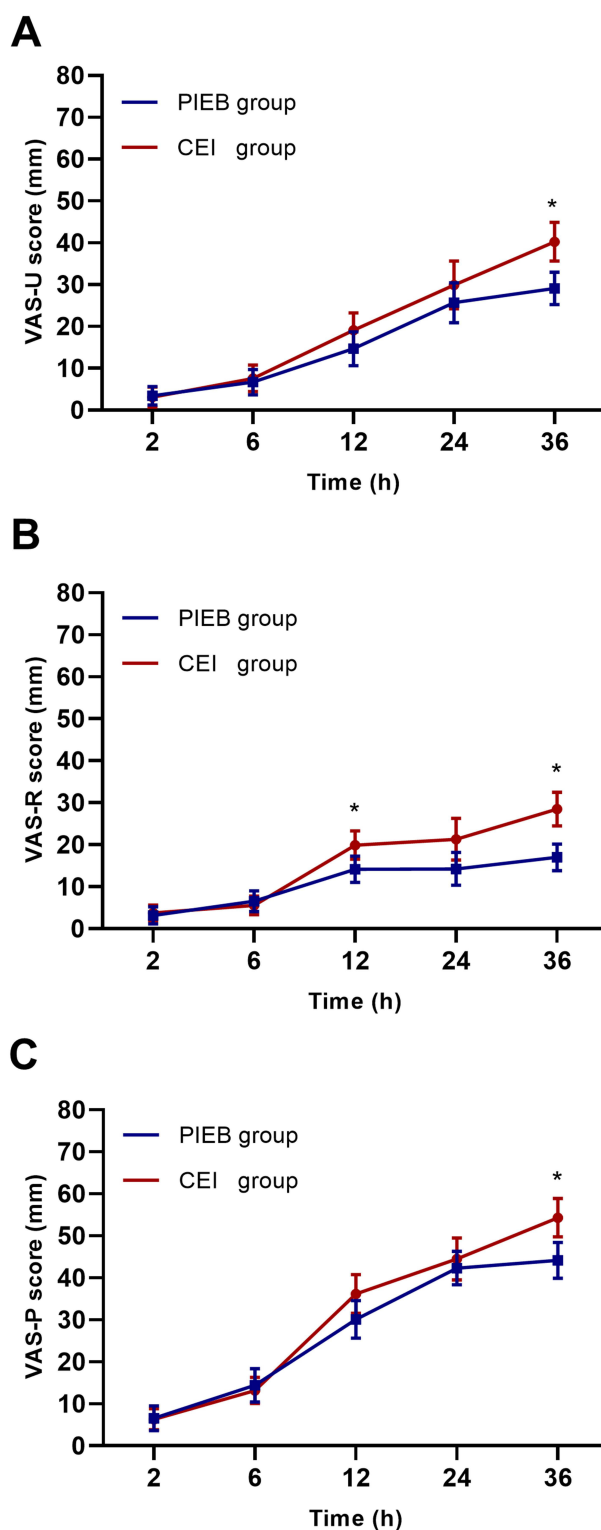 A
80
70
60
50
40
30
20
10
0
VAS-U score (mm)
PIEB group
CEI group
*
2 6 12 24 36
Time (h)
B
80
70
60
50
40
30
20
10
0
VAS-R score (mm)
PIEB group
CEI group
* *
2 6 12 24 36
Time (h)
C
80
70
60
50
40
30
20
10
0
VAS-P score (mm)
PIEB group
CEI group
*
2 6 12 24 36
Time (h)